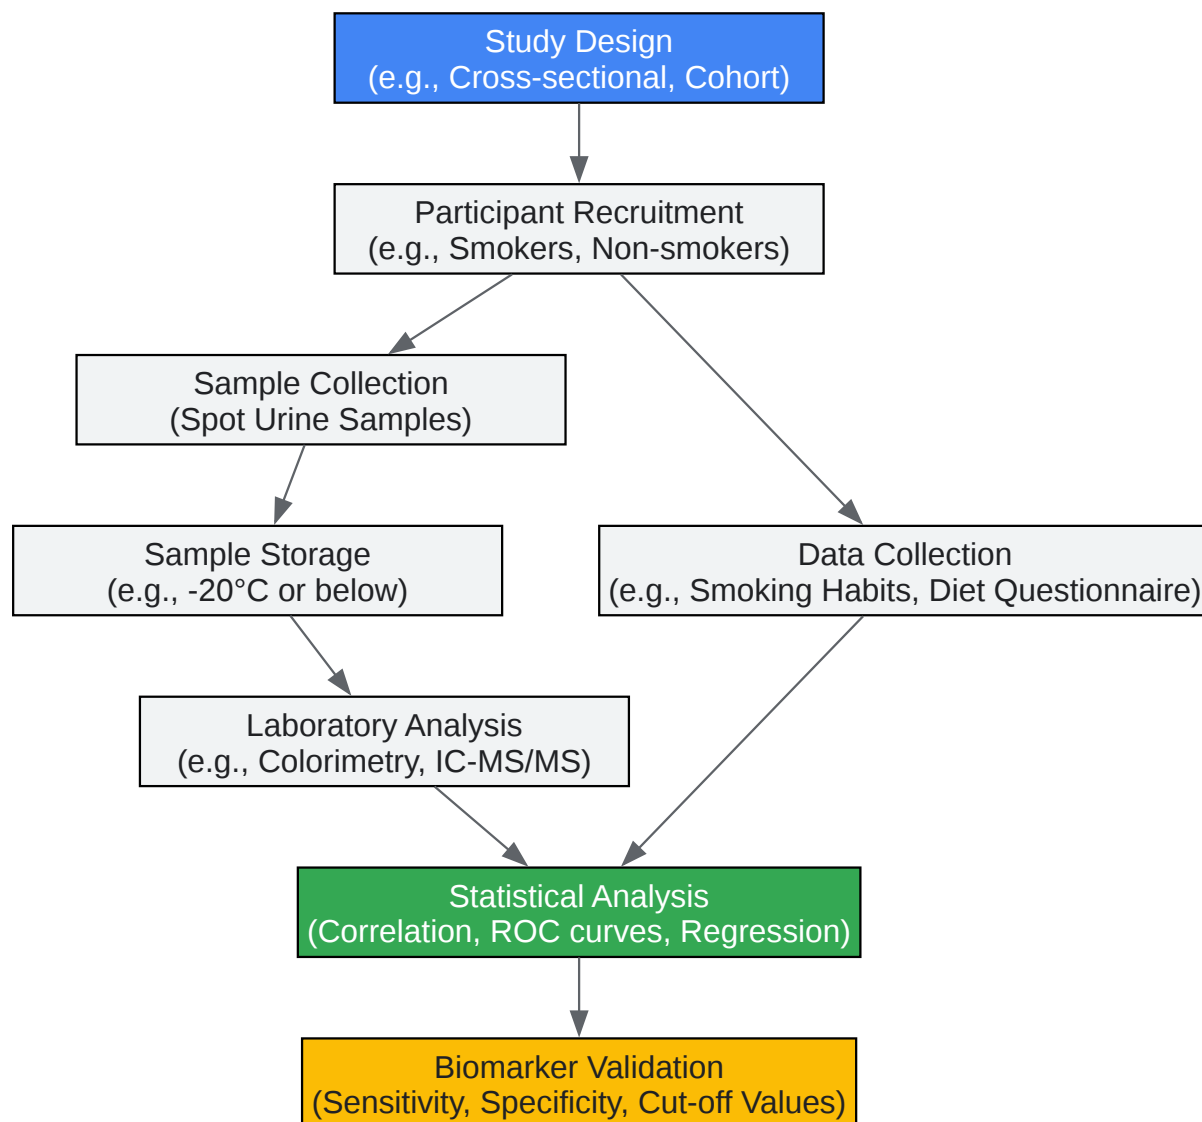 Study Design
(e.g., Cross-sectional, Cohort)
Participant Recruitment
(e.g., Smokers, Non-smokers)
Sample Collection
(Spot Urine Samples)
Sample Storage
(e.g., -20°C or below)
Data Collection
(e.g., Smoking Habits, Diet Questionnaire)
Laboratory Analysis
(e.g., Colorimetry, IC-MS/MS)
Statistical Analysis
(Correlation, ROC curves, Regression)
Biomarker Validation
(Sensitivity, Specificity, Cut-off Values)